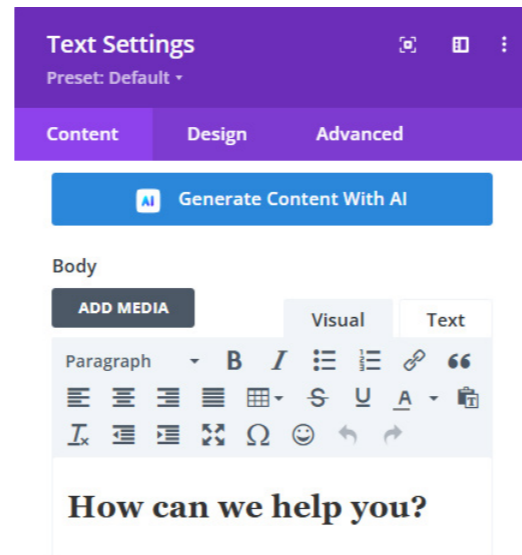 Text Settings
Preset: Default
Content Design Advanced
AI Generate Content With AI
Body
ADD MEDIA Visual Text
Paragraph B I
S U A
Ix Ω
How can we help you?